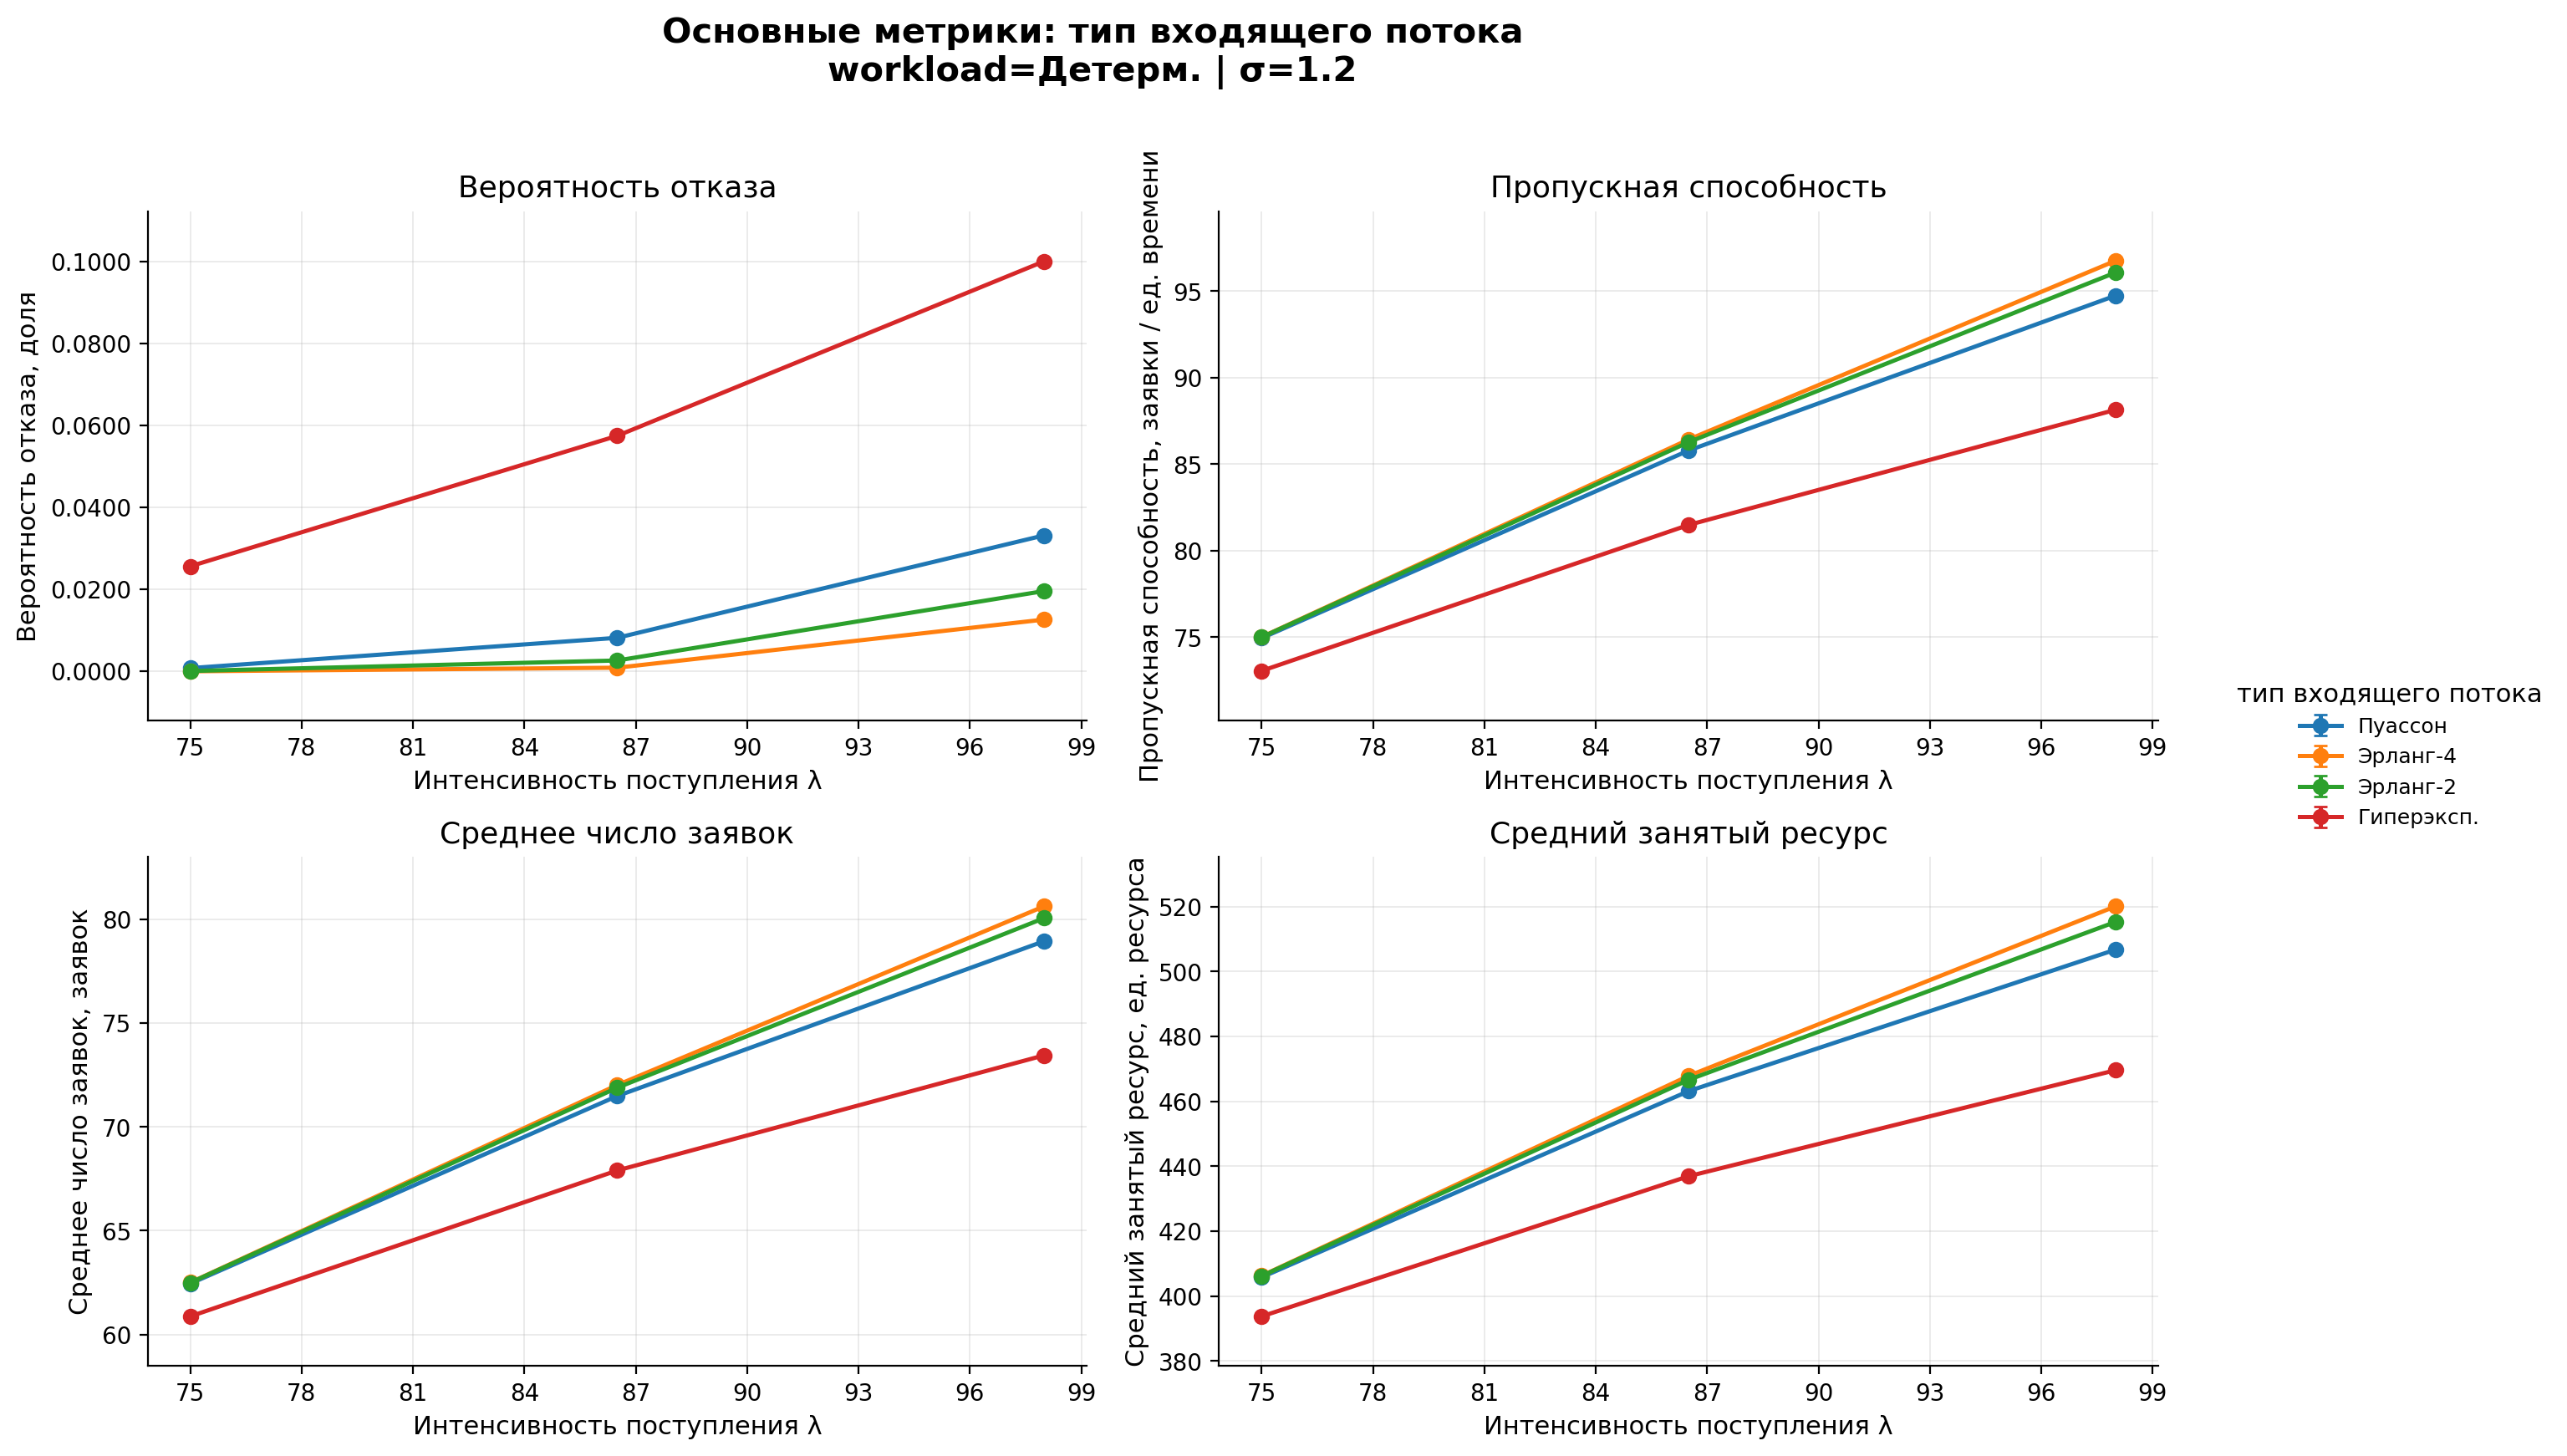 Основные метрики: тип входящего потока
workload=Детерм. | σ=1.2
Вероятность отказа
Вероятность отказа, доля
0.1000
0.0800
0.0600
0.0400
0.0200
0.0000
75 78 81 84 87 90 93 96 99
Интенсивность поступления λ
Пропускная способность
Пропускная способность, заявки / ед. времени
95
90
85
80
75
75 78 81 84 87 90 93 96 99
Интенсивность поступления λ
тип входящего потока
Пуассон
Эрланг-4
Эрланг-2
Гиперэксп.
Среднее число заявок
Среднее число заявок, заявок
80
75
70
65
60
75 78 81 84 87 90 93 96 99
Интенсивность поступления λ
Средний занятый ресурс
Средний занятый ресурс, ед. ресурса
520
500
480
460
440
420
400
380
75 78 81 84 87 90 93 96 99
Интенсивность поступления λ